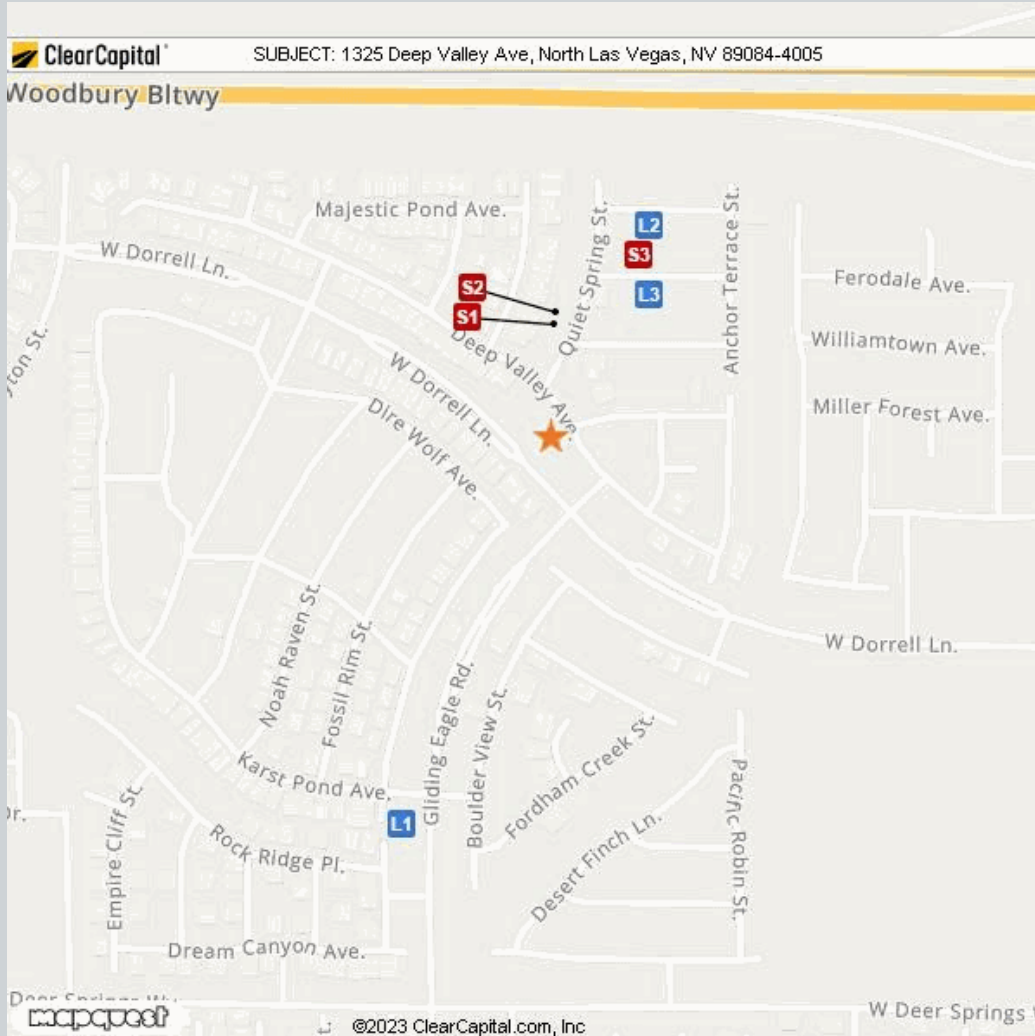 ClearCapital
SUBJECT: 1325 Deep Valley Ave, North Las Vegas, NV 89084-4005
Woodbury Bltwy
Majestic Pond Ave.
W Dorrell Ln.
Quiet Spring St.
L2
S3
L3
Anchor Terrace St.
Ferodale Ave.
S2
S1
Deep Valley Ave.
Williamtown Ave.
W Dorrell Ln.
Dire Wolf Ave.
Miller Forest Ave.
Noah Raven St.
Fossil Rim St.
W Dorrell Ln.
Gliding Eagle Rd.
Boulder View St.
Fordham Creek St.
Karst Pond Ave.
L1
Empire Cliff St.
Rock Ridge Pl.
Desert Finch Ln.
Pacific Robin St.
Dream Canyon Ave.
W Deer Springs
mapquest
©2023 ClearCapital.com, Inc